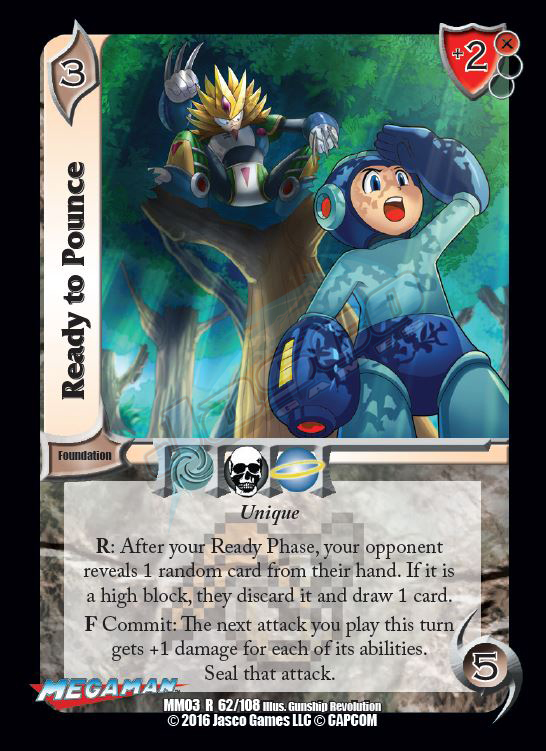 3
+2
Ready to Pounce
Foundation
Unique
R: After your Ready Phase, your opponent
reveals 1 random card from their hand. If it is
a high block, they discard it and draw 1 card.
F Commit: The next attack you play this turn
gets +1 damage for each of its abilities.
Seal that attack.
5
MEGAMAN™
MM03 R 62/108 Illus. Gunship Revolution
© 2016 Jasco Games LLC © CAPCOM